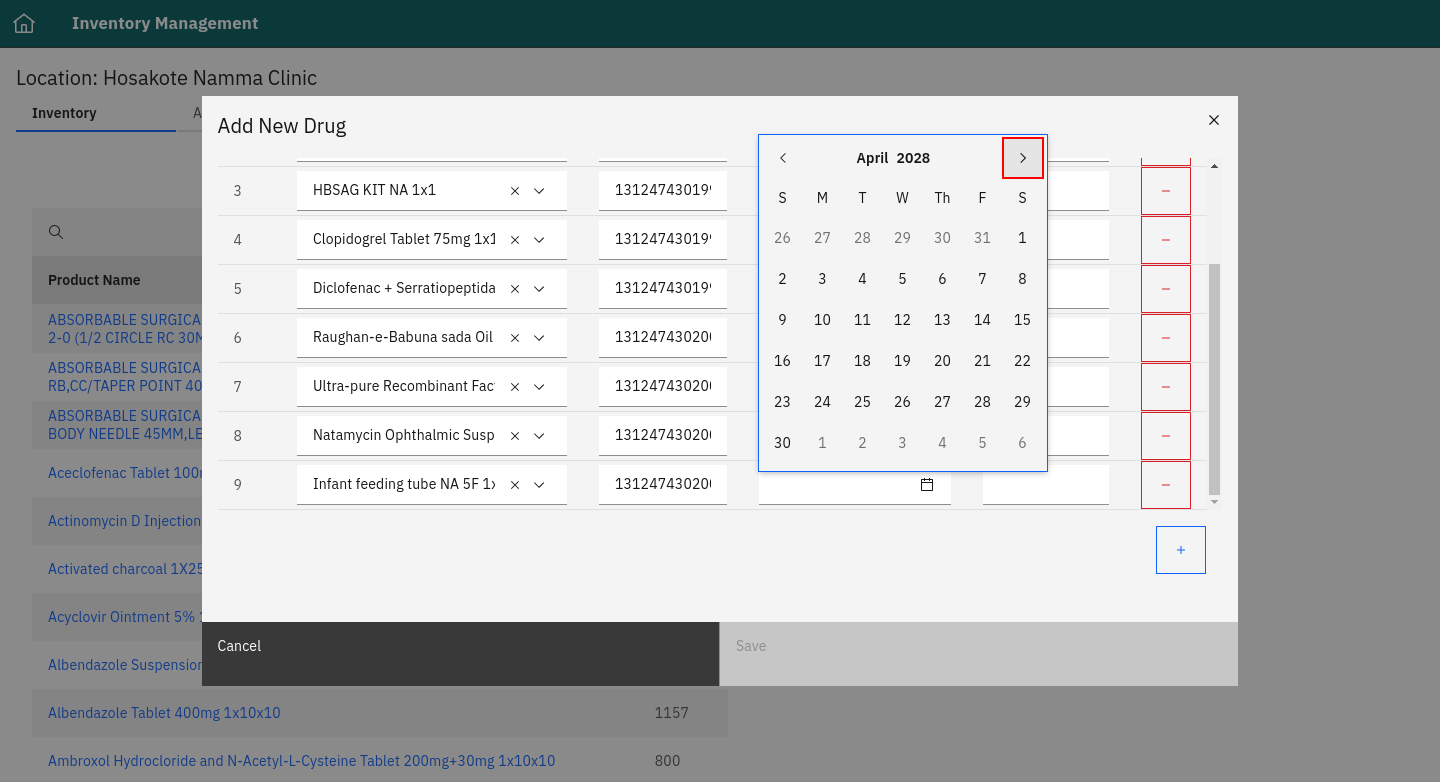 Inventory Management
Location: Hosakote Namma Clinic
Inventory
A
Add New Drug
April 2028
S M T W Th F S
26 27 28 29 30 31 1
2 3 4 5 6 7 8
9 10 11 12 13 14 15
16 17 18 19 20 21 22
23 24 25 26 27 28 29
30 1 2 3 4 5 6
3 HBSAG KIT NA 1x1 13124743019
4 Clopidogrel Tablet 75mg 1x1 13124743019
5 Diclofenac + Serratiopeptida 13124743019
6 Raughan-e-Babuna sada Oil 13124743020
7 Ultra-pure Recombinant Fac 13124743020
8 Natamycin Ophthalmic Susp 13124743020
9 Infant feeding tube NA 5F 1x 13124743020
Cancel
Save
Product Name
ABSORBABLE SURGICA
2-0 (1/2 CIRCLE RC 30M
ABSORBABLE SURGICA
RB,CC/TAPER POINT 40
ABSORBABLE SURGICA
BODY NEEDLE 45MM,LE
Aceclofenac Tablet 100m
Actinomycin D Injection
Activated charcoal 1X25
Acyclovir Ointment 5% 1
Albendazole Suspension
Albendazole Tablet 400mg 1x10x10 1157
Ambroxol Hydrocloride and N-Acetyl-L-Cysteine Tablet 200mg+30mg 1x10x10 800